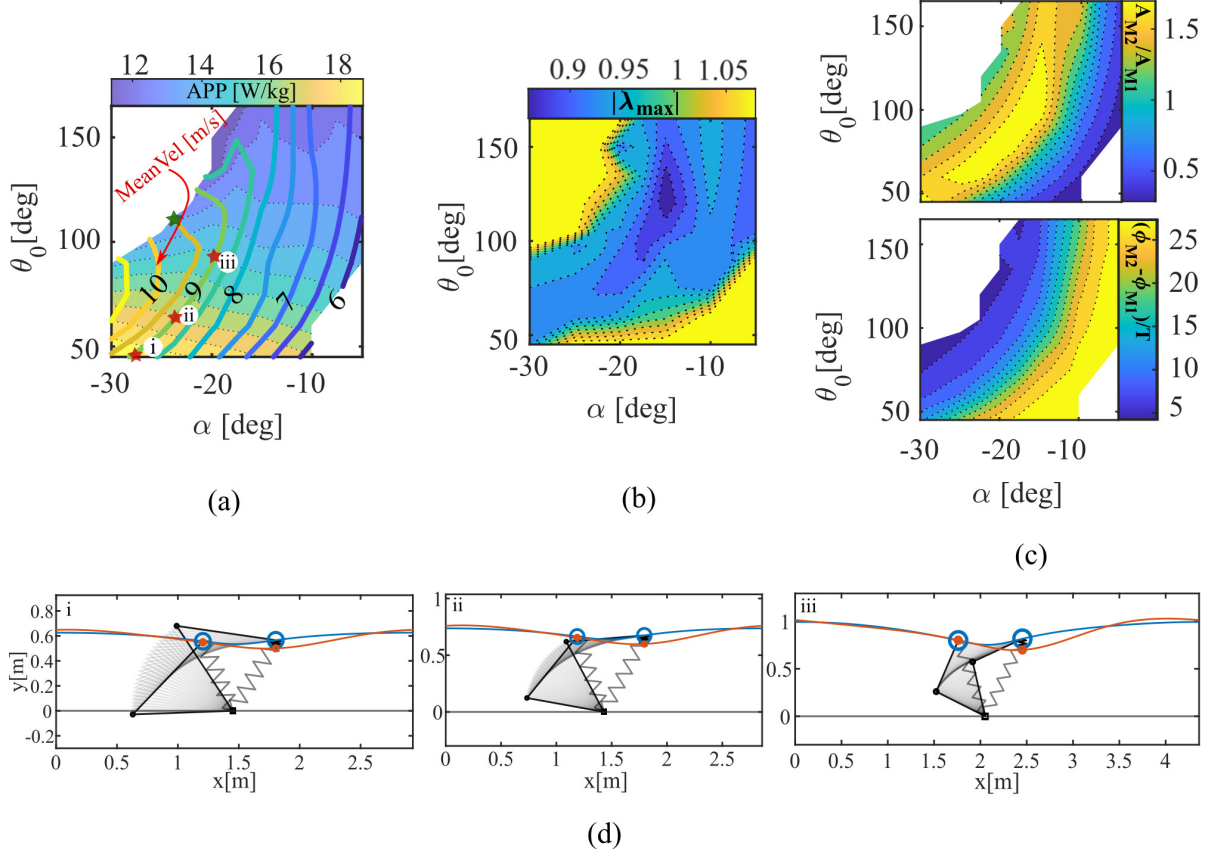 12 14 16 18
APP [W/kg]
MeanVel [m/s]
150
100
50
θ0[deg]
10 9 8 7 6
iii
ii
i
-30 -20 -10
α [deg]
(a)
0.9 0.95 1 1.05
|λmax|
150
100
50
θ0[deg]
-30 -20 -10
α [deg]
(b)
150
100
50
θ0[deg]
AM2/AM1
1.5
1
0.5
150
100
50
θ0[deg]
(ϕM2-ϕM1)/T
25
20
15
10
5
-30 -20 -10
α [deg]
(c)
i
0.8
0.6
0.4
0.2
0
-0.2
y[m]
0 0.5 1 1.5 2 2.5
x[m]
ii
1
0.5
0
0 0.5 1 1.5 2 2.5
x[m]
iii
1
0.5
0
0 0.5 1 1.5 2 2.5 3 3.5 4
x[m]
(d)